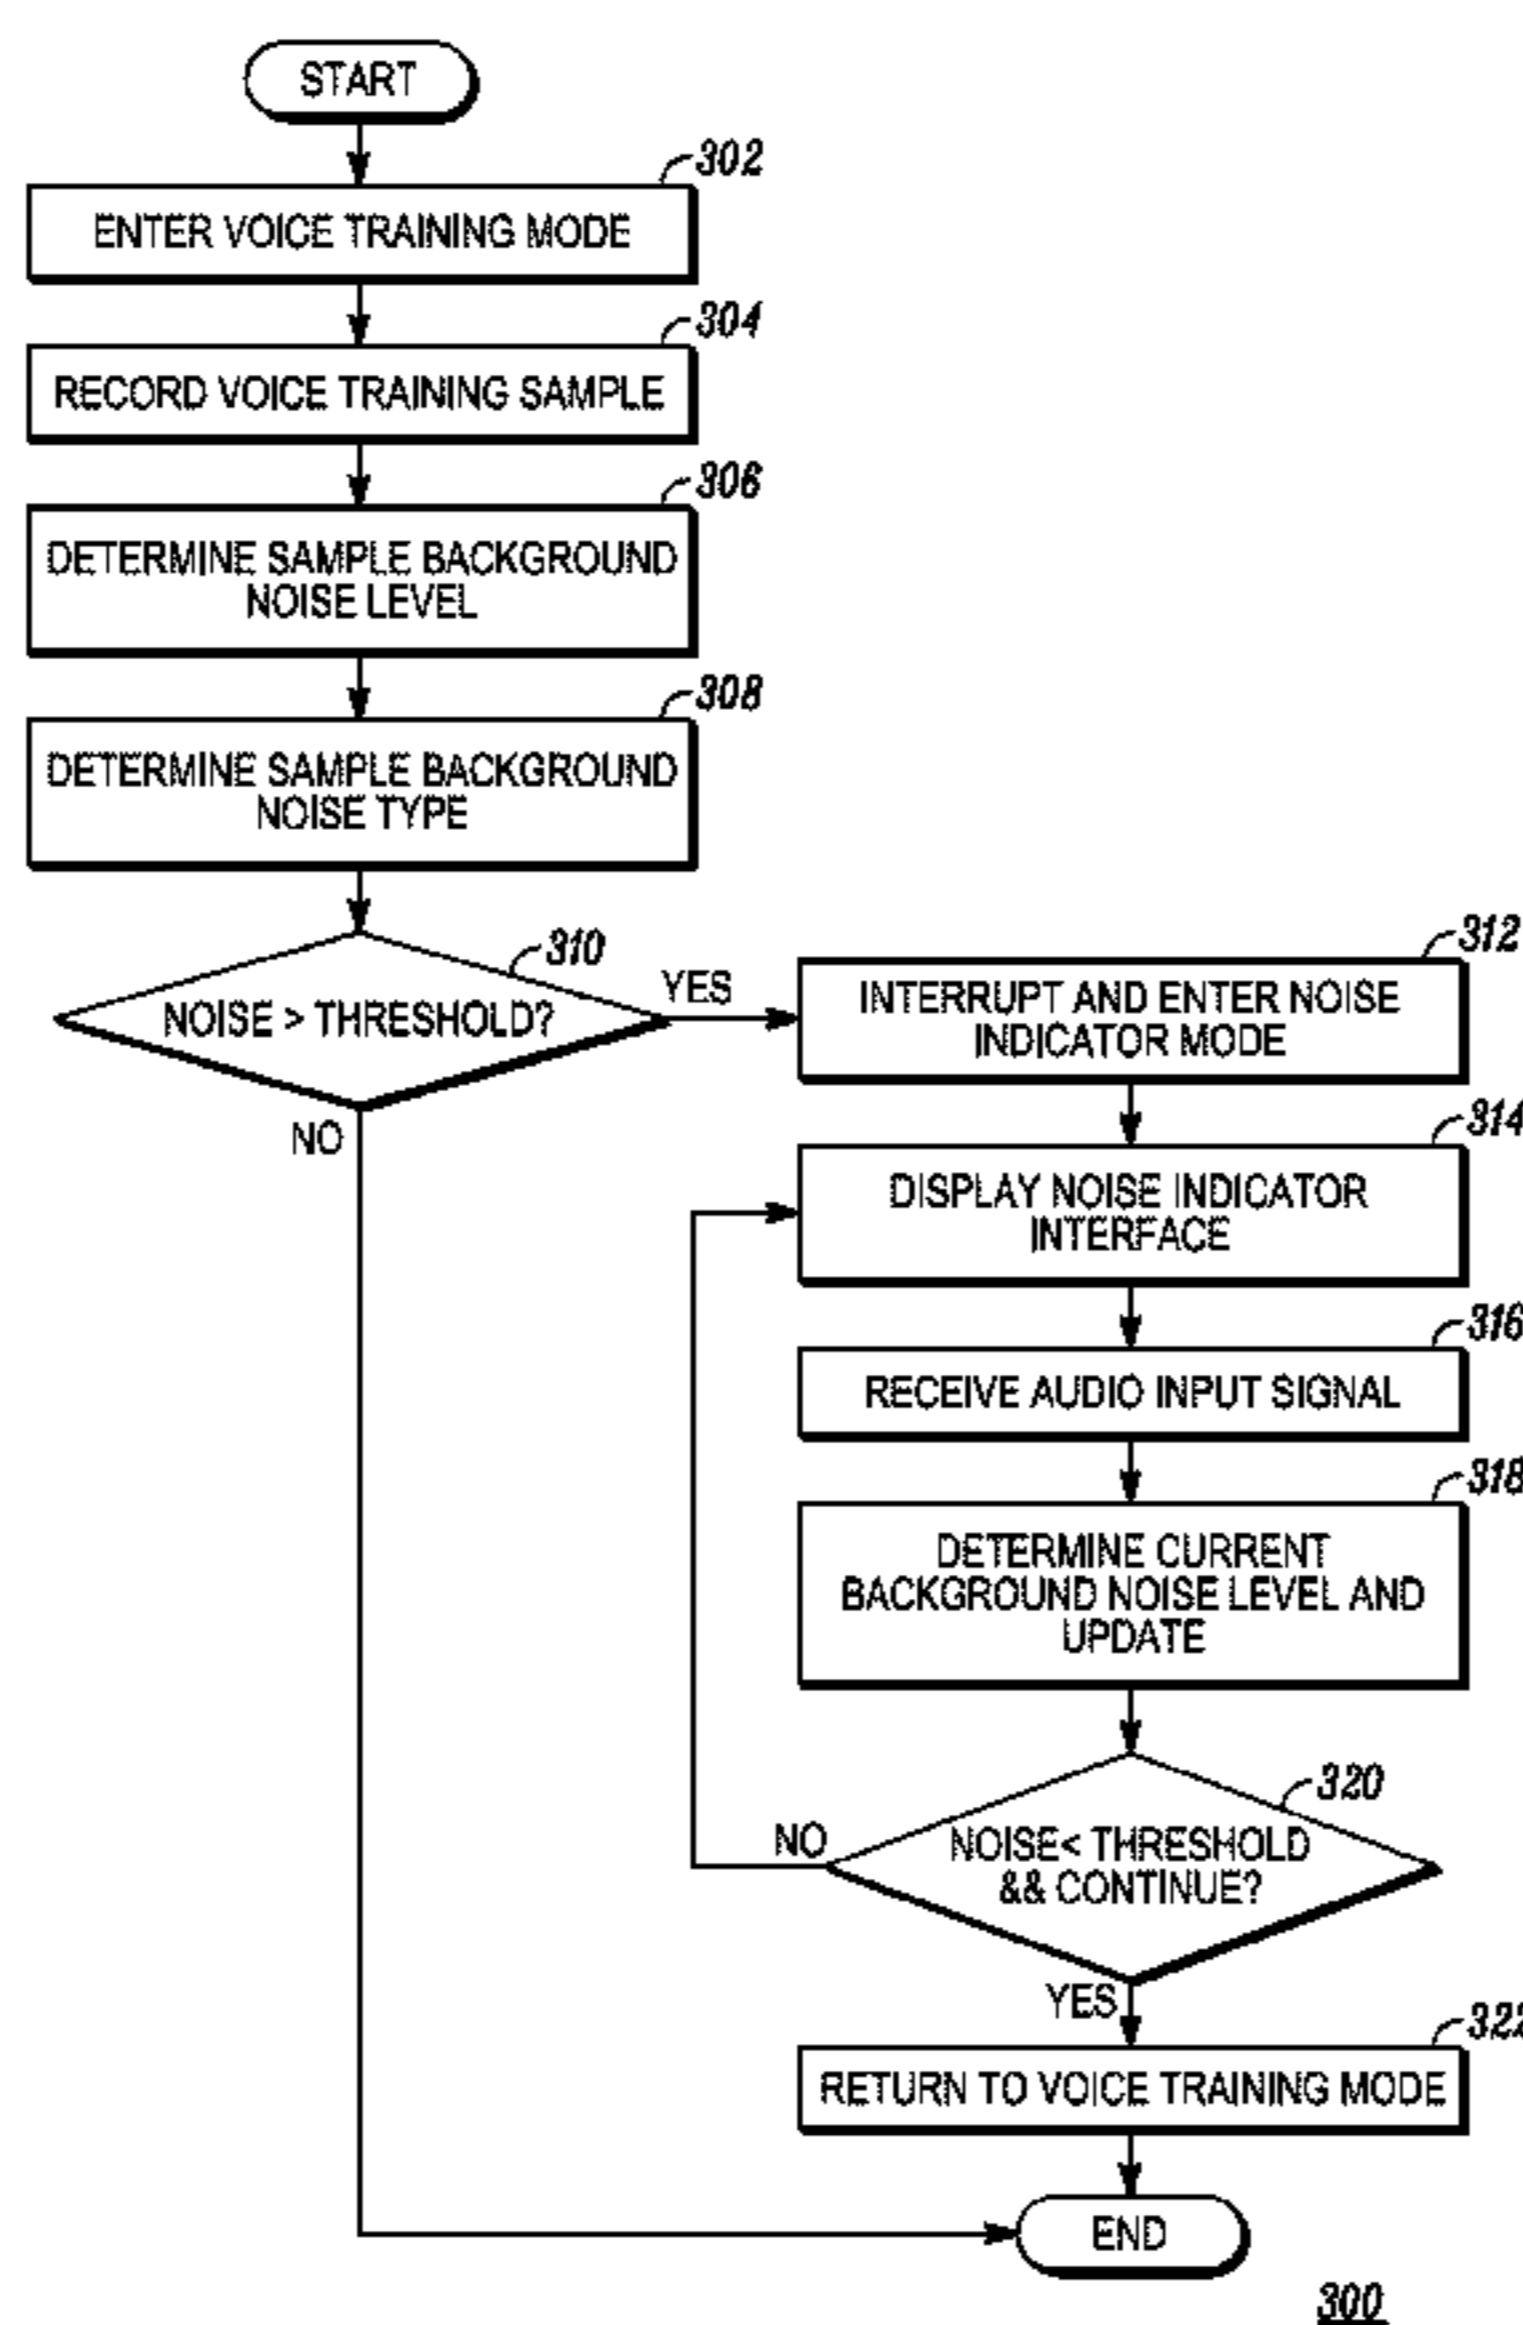 START
302
ENTER VOICE TRAINING MODE
304
RECORD VOICE TRAINING SAMPLE
306
DETERMINE SAMPLE BACKGROUND
NOISE LEVEL
308
DETERMINE SAMPLE BACKGROUND
NOISE TYPE
310
NOISE > THRESHOLD?
YES
NO
312
INTERRUPT AND ENTER NOISE
INDICATOR MODE
314
DISPLAY NOISE INDICATOR
INTERFACE
316
RECEIVE AUDIO INPUT SIGNAL
318
DETERMINE CURRENT
BACKGROUND NOISE LEVEL AND
UPDATE
320
NOISE< THRESHOLD
&& CONTINUE?
NO
YES
322
RETURN TO VOICE TRAINING MODE
END
300